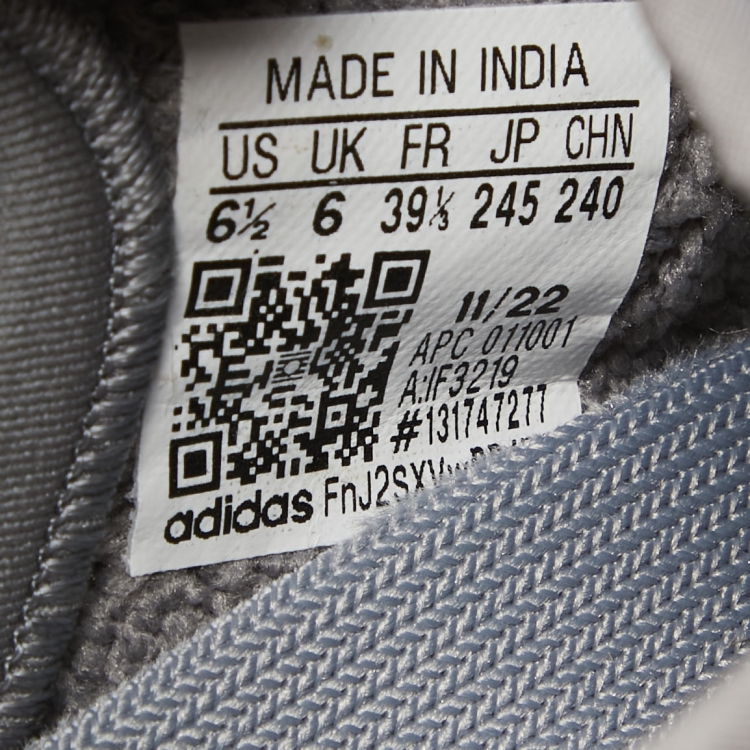 MADE IN INDIA
US UK FR JP CHN
6½ 6 39⅓ 245 240
11/22
APC 011001
A:IF3219
#131747277
adidas